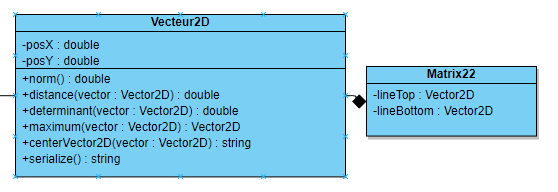 Vecteur2D
-posX : double
-posY : double
+norm() : double
+distance(vector : Vector2D) : double
+determinant(vector : Vector2D) : double
+maximum(vector : Vector2D) : Vector2D
+centerVector2D(vector : Vector2D) : string
+serialize() : string
Matrix22
-lineTop : Vector2D
-lineBottom : Vector2D